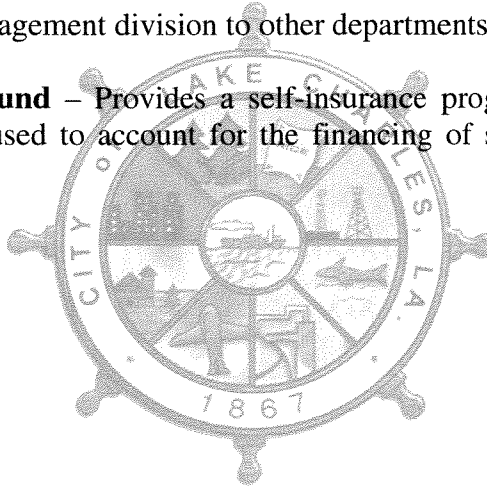 agement division to other departments
und – Provides a self-insurance prog
used to account for the financing of s
CITY of LAKE CHARLES, LA.
1867